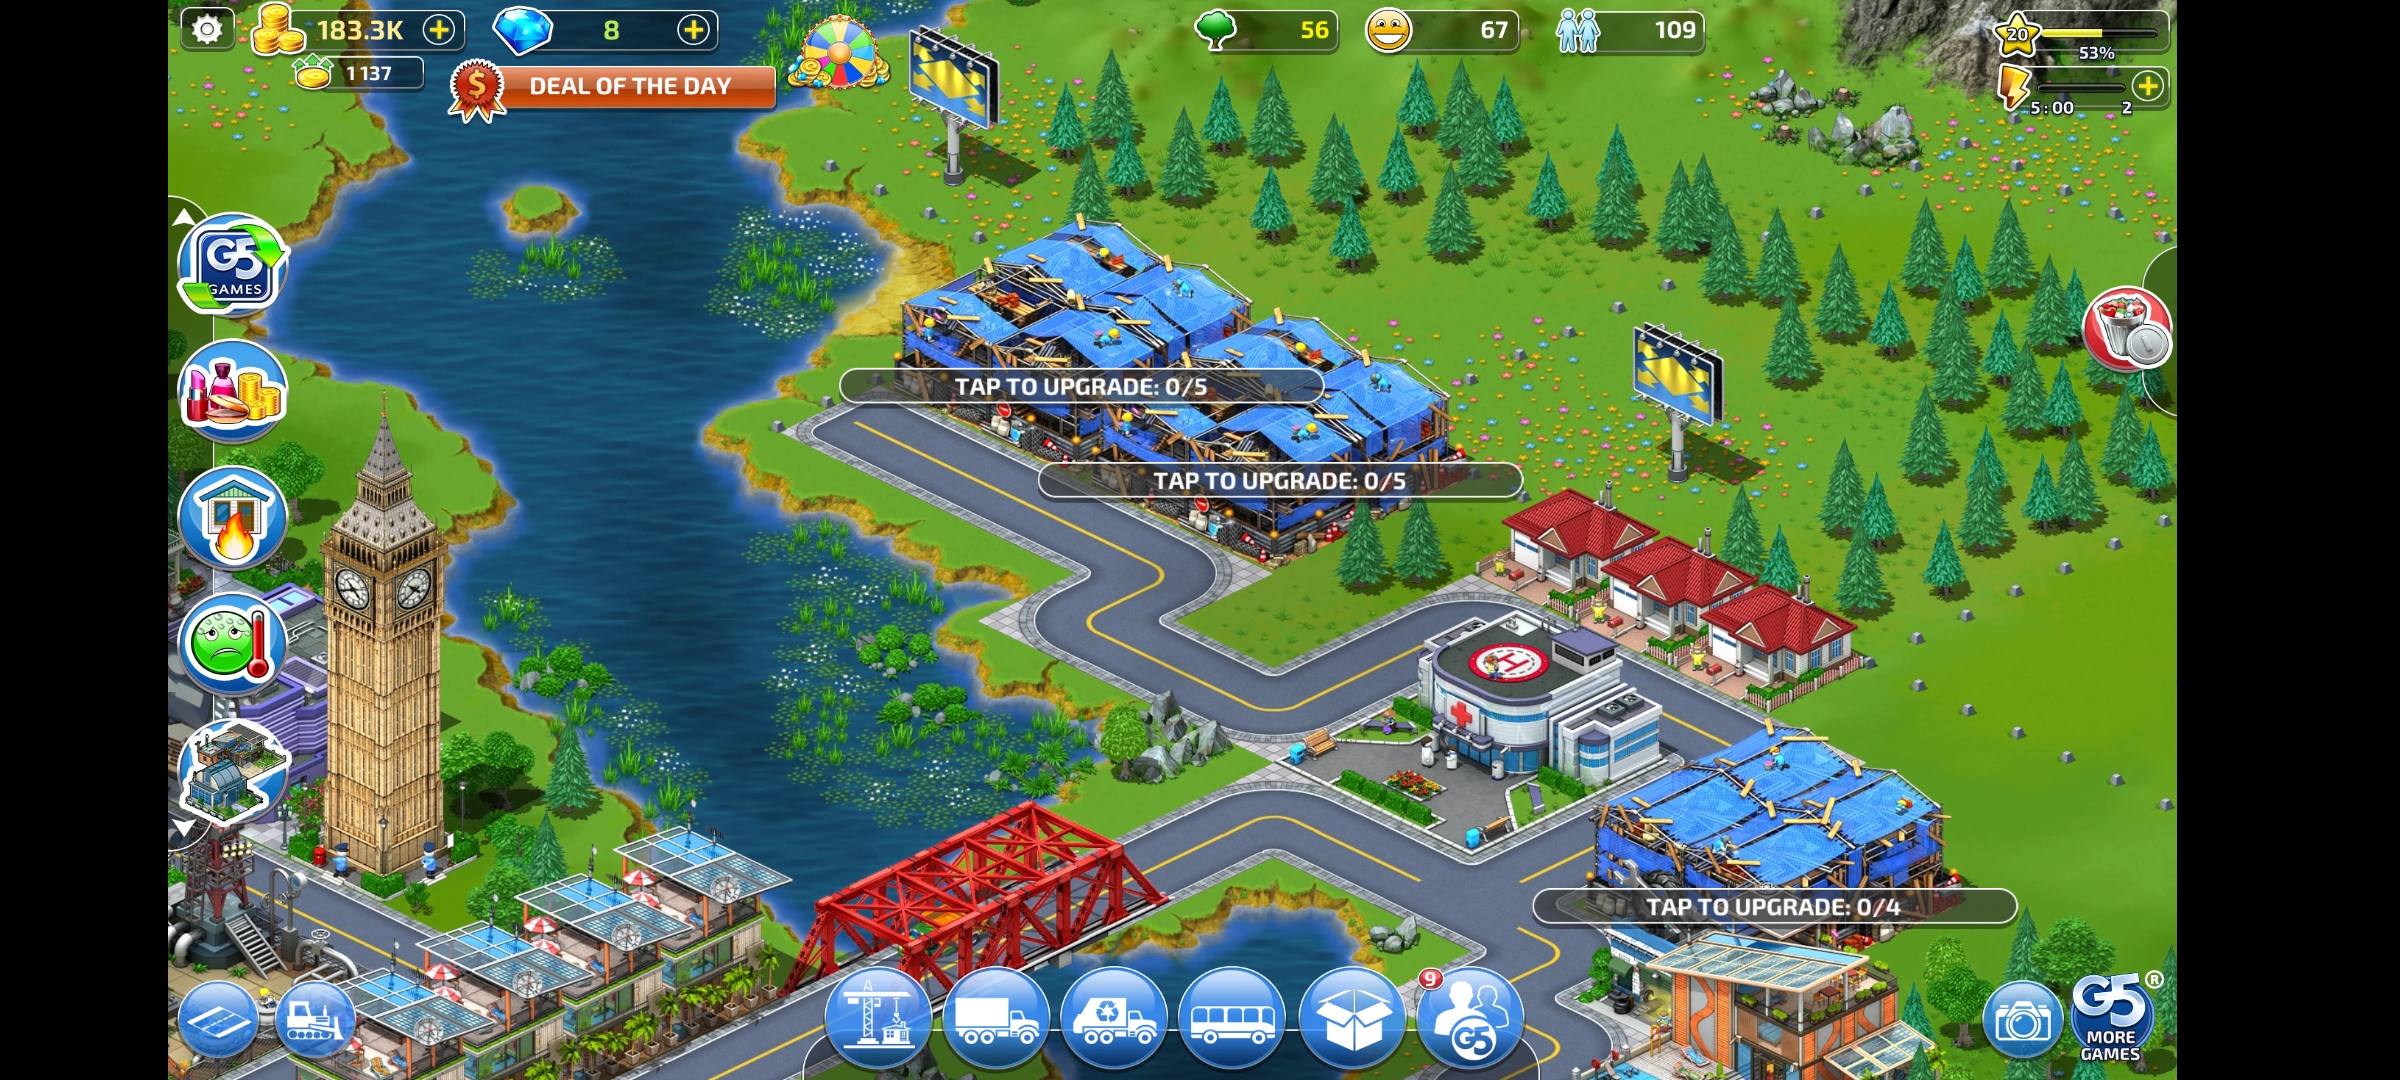 183.3K
8
56
67
109
20
53%
1137
DEAL OF THE DAY
5:00
2
G5
GAMES
TAP TO UPGRADE: 0/5
TAP TO UPGRADE: 0/5
H
TAP TO UPGRADE: 0/4
9
G5
G5®
MORE
GAMES